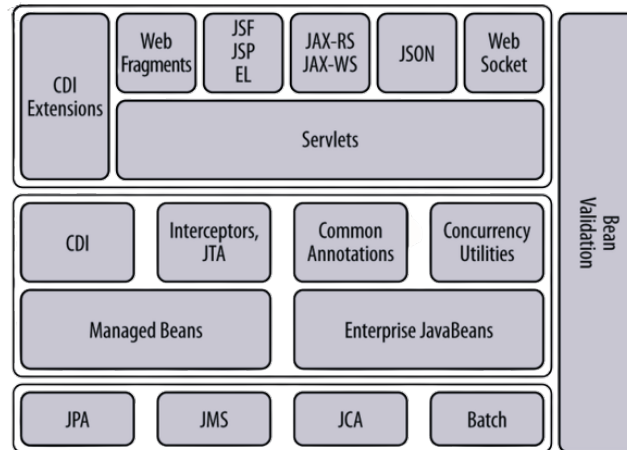 CDI
Extensions
Web
Fragments
JSF
JSP
EL
JAX-RS
JAX-WS
JSON
Web
Socket
Servlets
CDI
Interceptors,
JTA
Common
Annotations
Concurrency
Utilities
Managed Beans
Enterprise JavaBeans
JPA
JMS
JCA
Batch
Bean
Validation